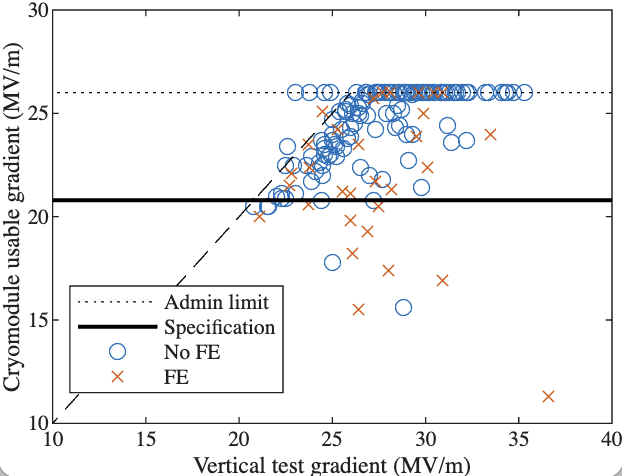 30
25
20
15
10
Cryomodule usable gradient (MV/m)
Admin limit
Specification
No FE
FE
10 15 20 25 30 35 40
Vertical test gradient (MV/m)